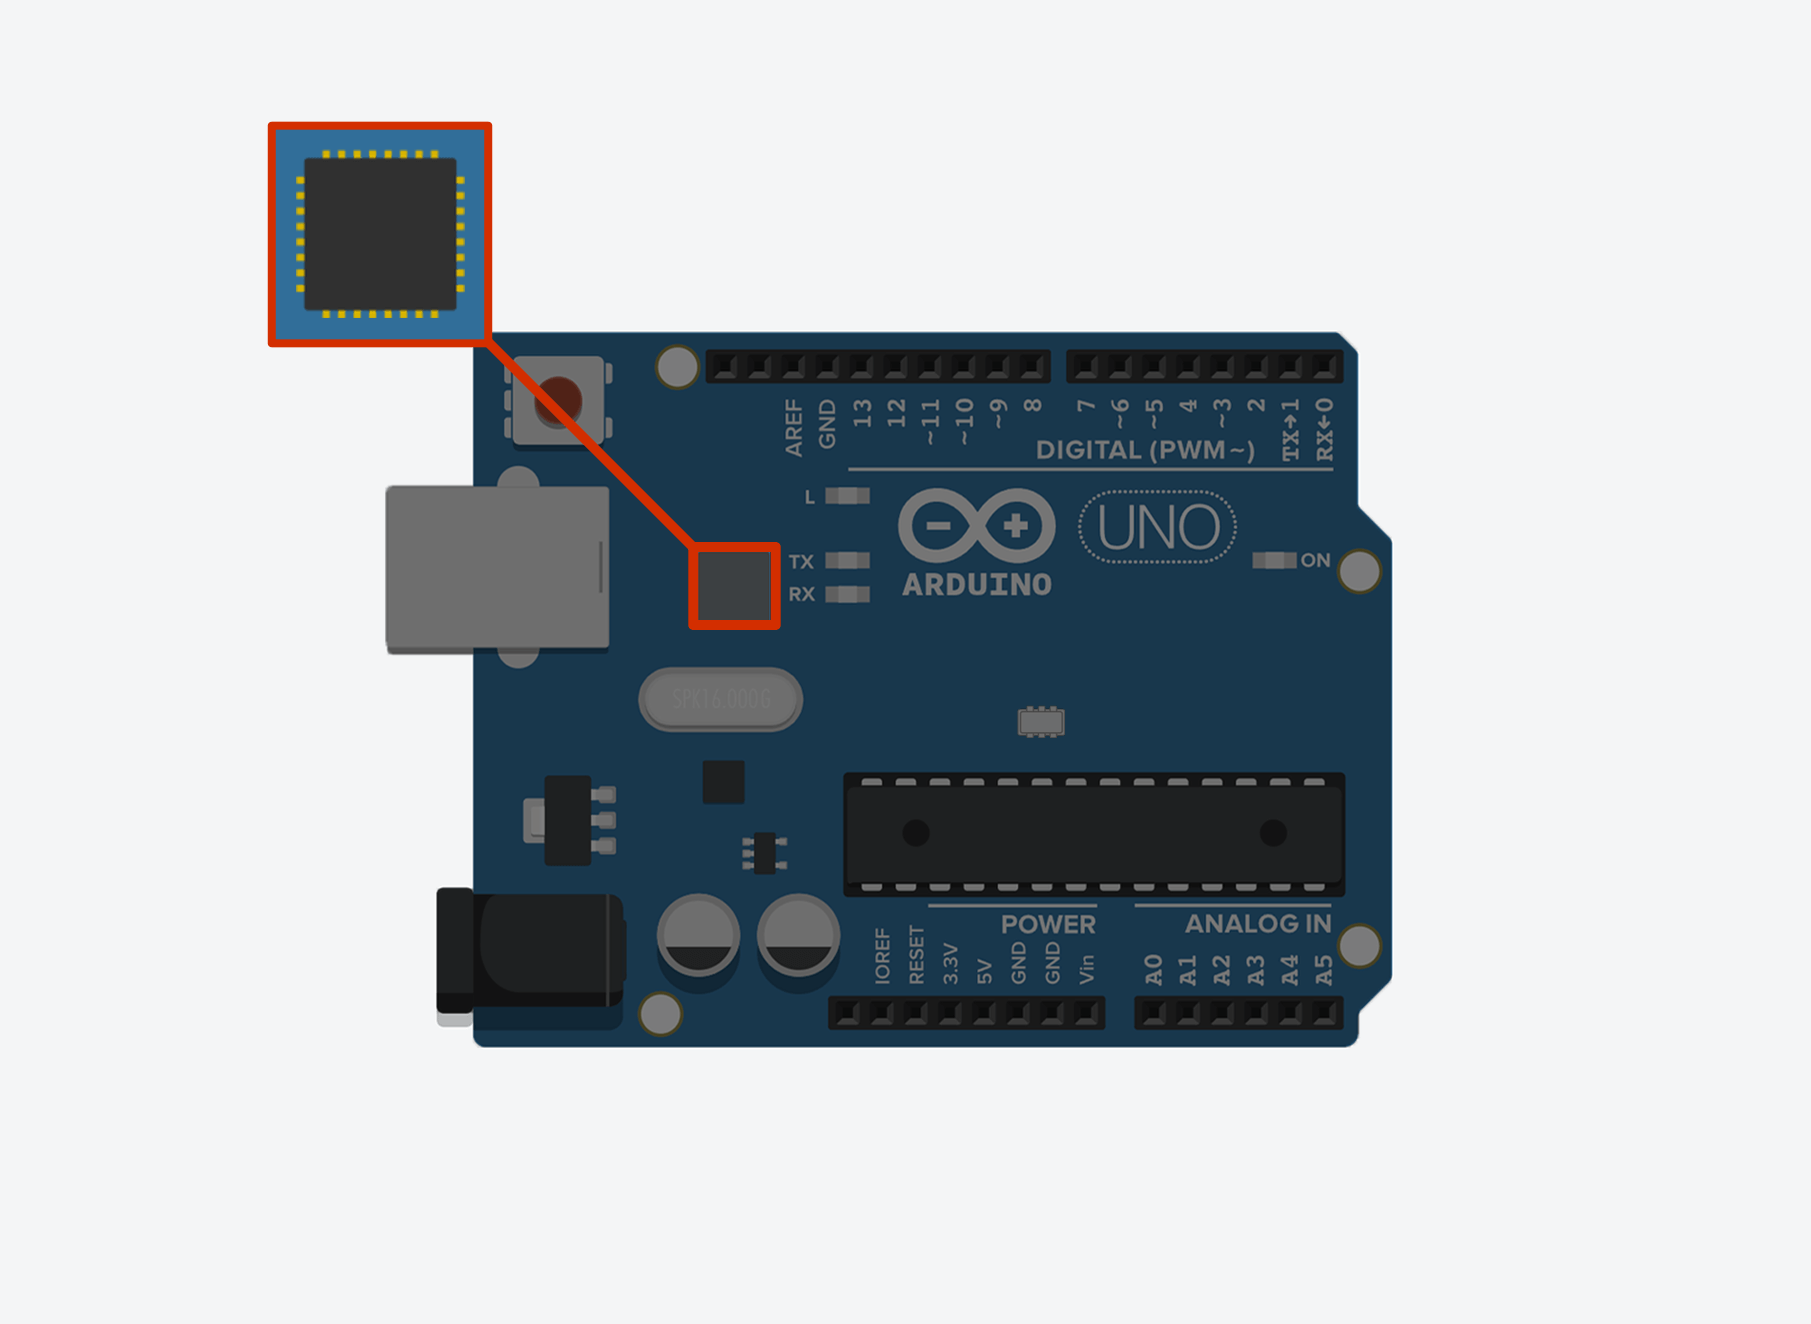 AREF
GND
13
12
~11
~10
~9
8
7
~6
~5
4
~3
2
TX→1
RX←0
DIGITAL (PWM~)
L
TX
RX
ARDUINO
UNO
ON
SPK16.000G
POWER
ANALOG IN
IOREF
RESET
3.3V
5V
GND
GND
Vin
A0
A1
A2
A3
A4
A5